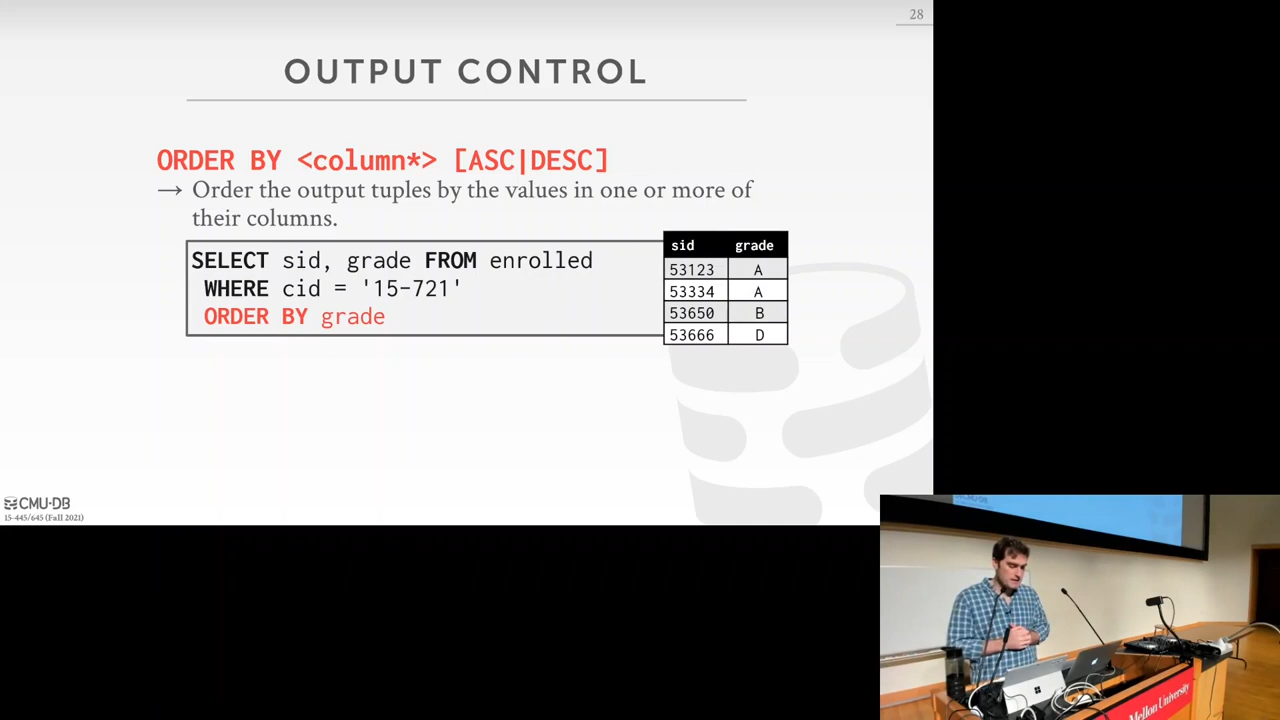 28
OUTPUT CONTROL
ORDER BY <column*> [ASC|DESC]
→ Order the output tuples by the values in one or more of
their columns.
SELECT sid, grade FROM enrolled
WHERE cid = '15-721'
ORDER BY grade
sid grade
53123 A
53334 A
53650 B
53666 D
CMU·DB
15-445/645 (Fall 2021)
Mellon University